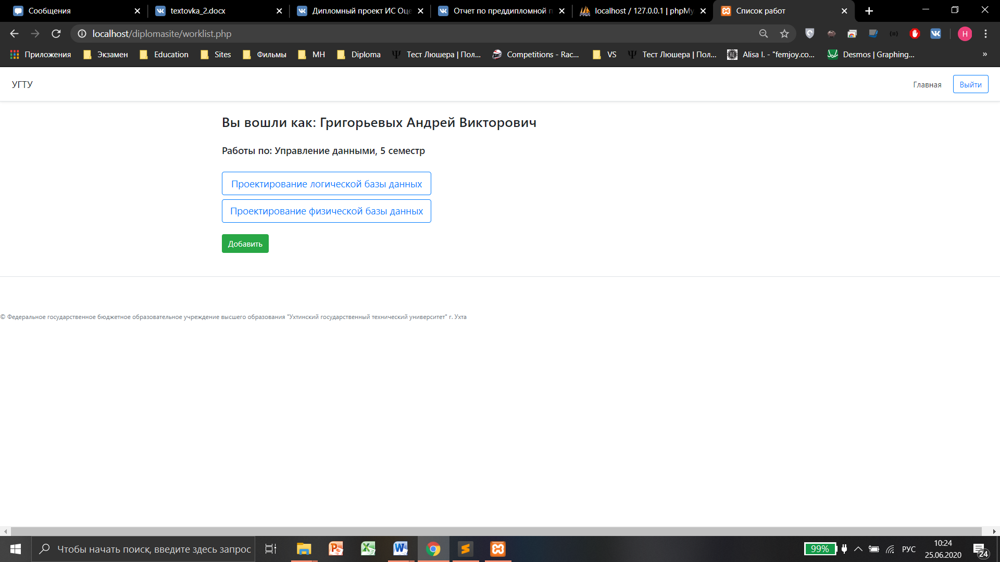 Сообщения
textovka_2.docx
Дипломный проект ИС Оце
Отчет по преддипломной п
localhost / 127.0.0.1 | phpMy
Список работ
localhost/diplomasite/worklist.php
Н
Приложения
Экзамен
Education
Sites
Фильмы
МН
Diploma
Тест Люшера | Пол...
Competitions - Rac...
VS
Тест Люшера | Пол...
Alisa I. - "femjoy.co...
Desmos | Graphing...
»
УГТУ
Главная
Выйти
Вы вошли как: Григорьевых Андрей Викторович
Работы по: Управление данными, 5 семестр
Проектирование логической базы данных
Проектирование физической базы данных
Добавить
© Федеральное государственное бюджетное образовательное учреждение высшего образования "Ухтинский государственный технический университет" г. Ухта
Чтобы начать поиск, введите здесь запрос
99%
РУС
10:24
25.06.2020
24